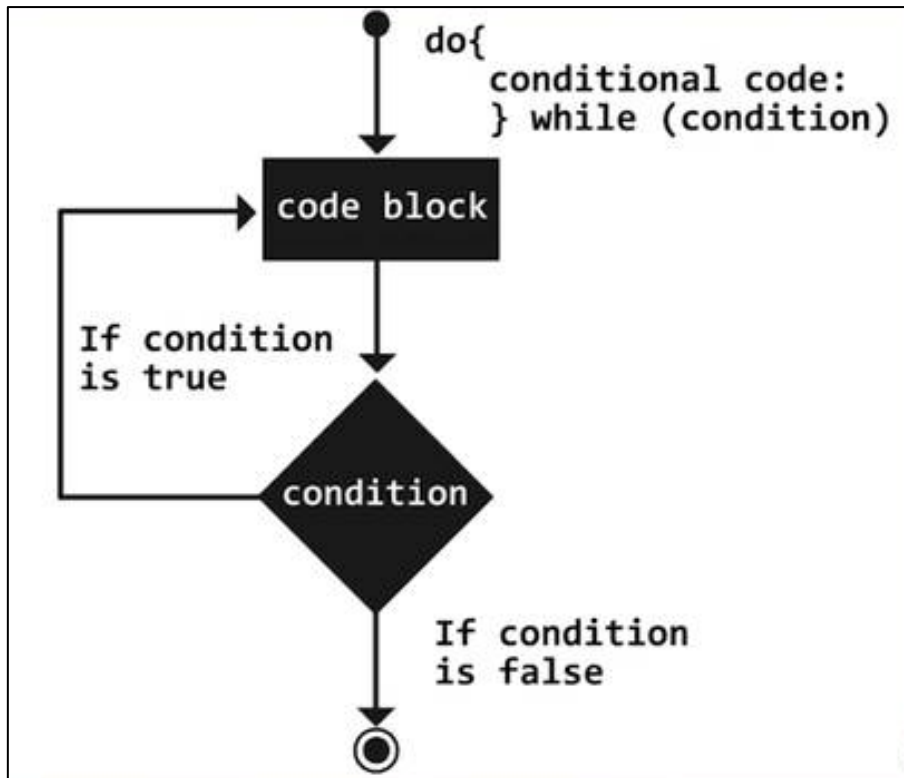 do{
conditional code:
} while (condition)
code block
If condition
is true
condition
If condition
is false